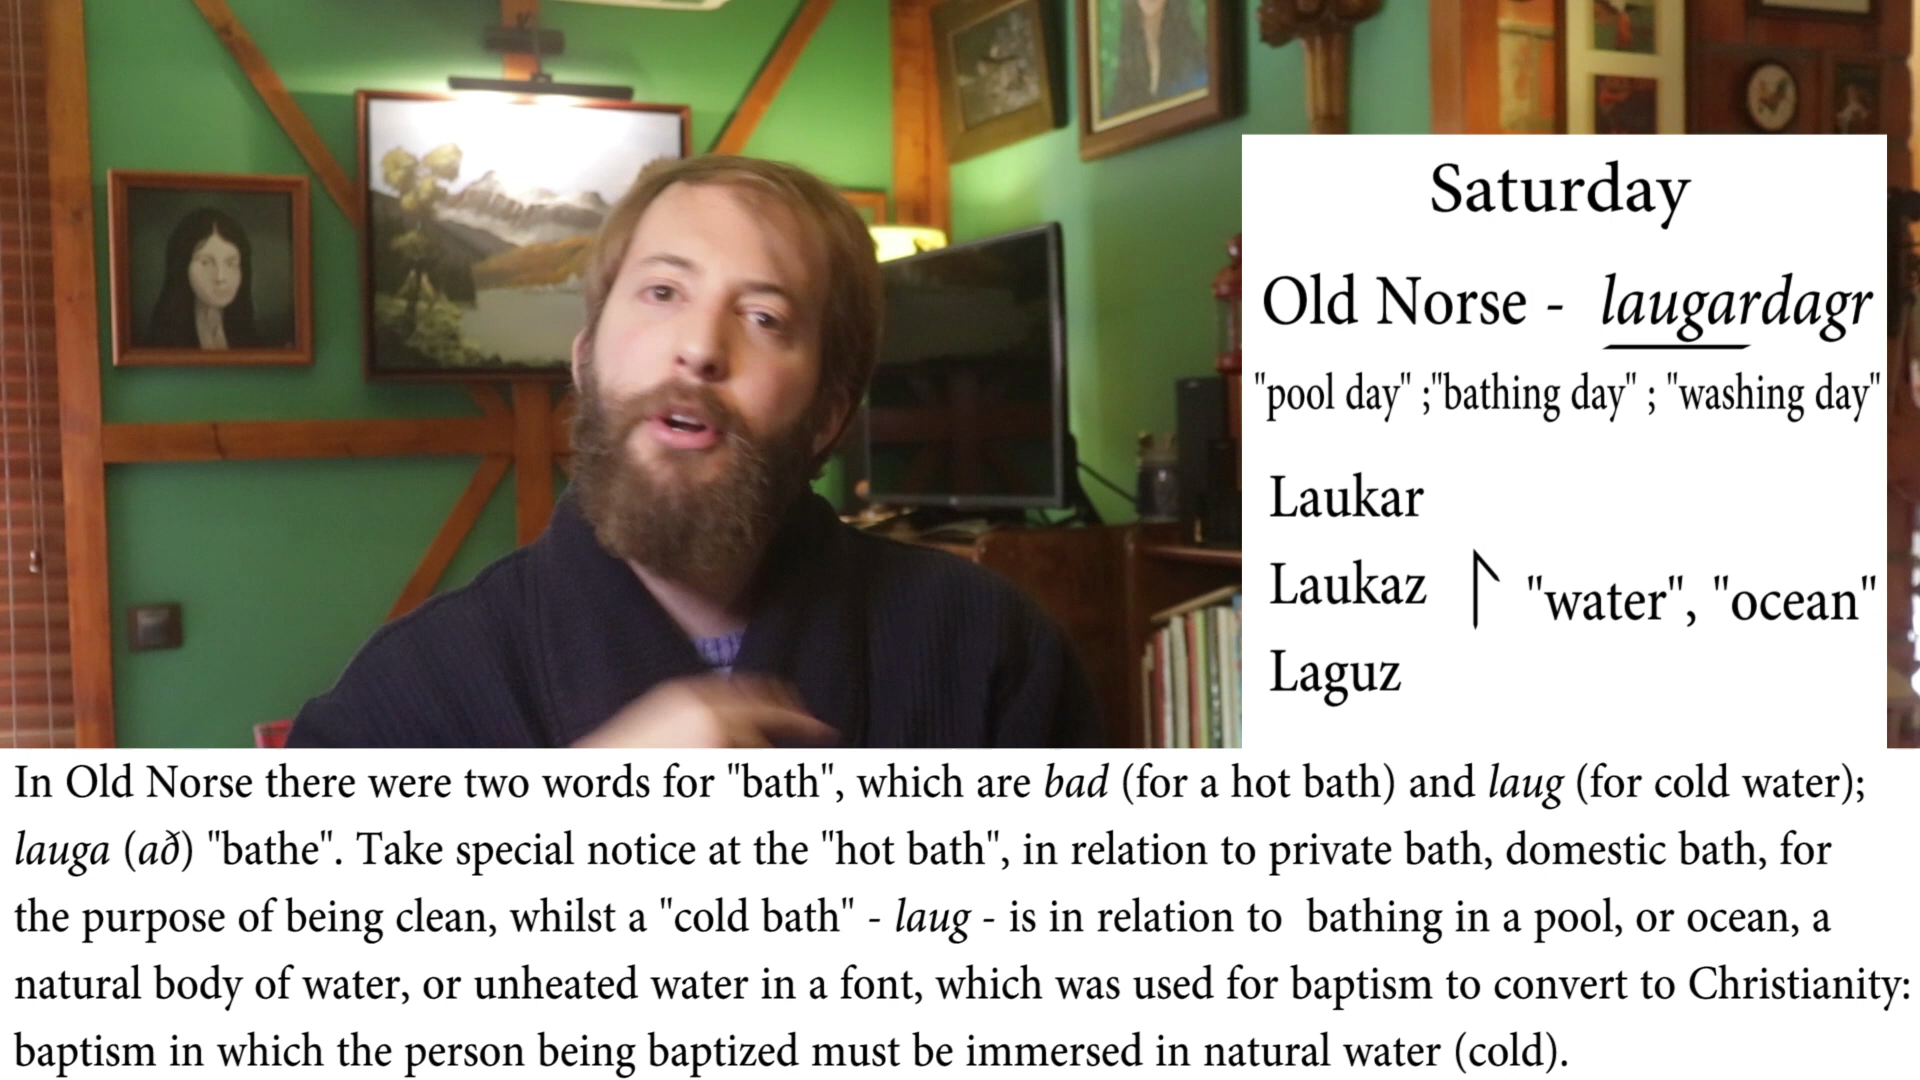 Saturday
Old Norse - laugardagr
"pool day" ;"bathing day" ; "washing day"
Laukar
Laukaz ᛚ "water", "ocean"
Laguz
In Old Norse there were two words for "bath", which are bad (for a hot bath) and laug (for cold water);
lauga (að) "bathe". Take special notice at the "hot bath", in relation to private bath, domestic bath, for
the purpose of being clean, whilst a "cold bath" - laug - is in relation to  bathing in a pool, or ocean, a
natural body of water, or unheated water in a font, which was used for baptism to convert to Christianity:
baptism in which the person being baptized must be immersed in natural water (cold).